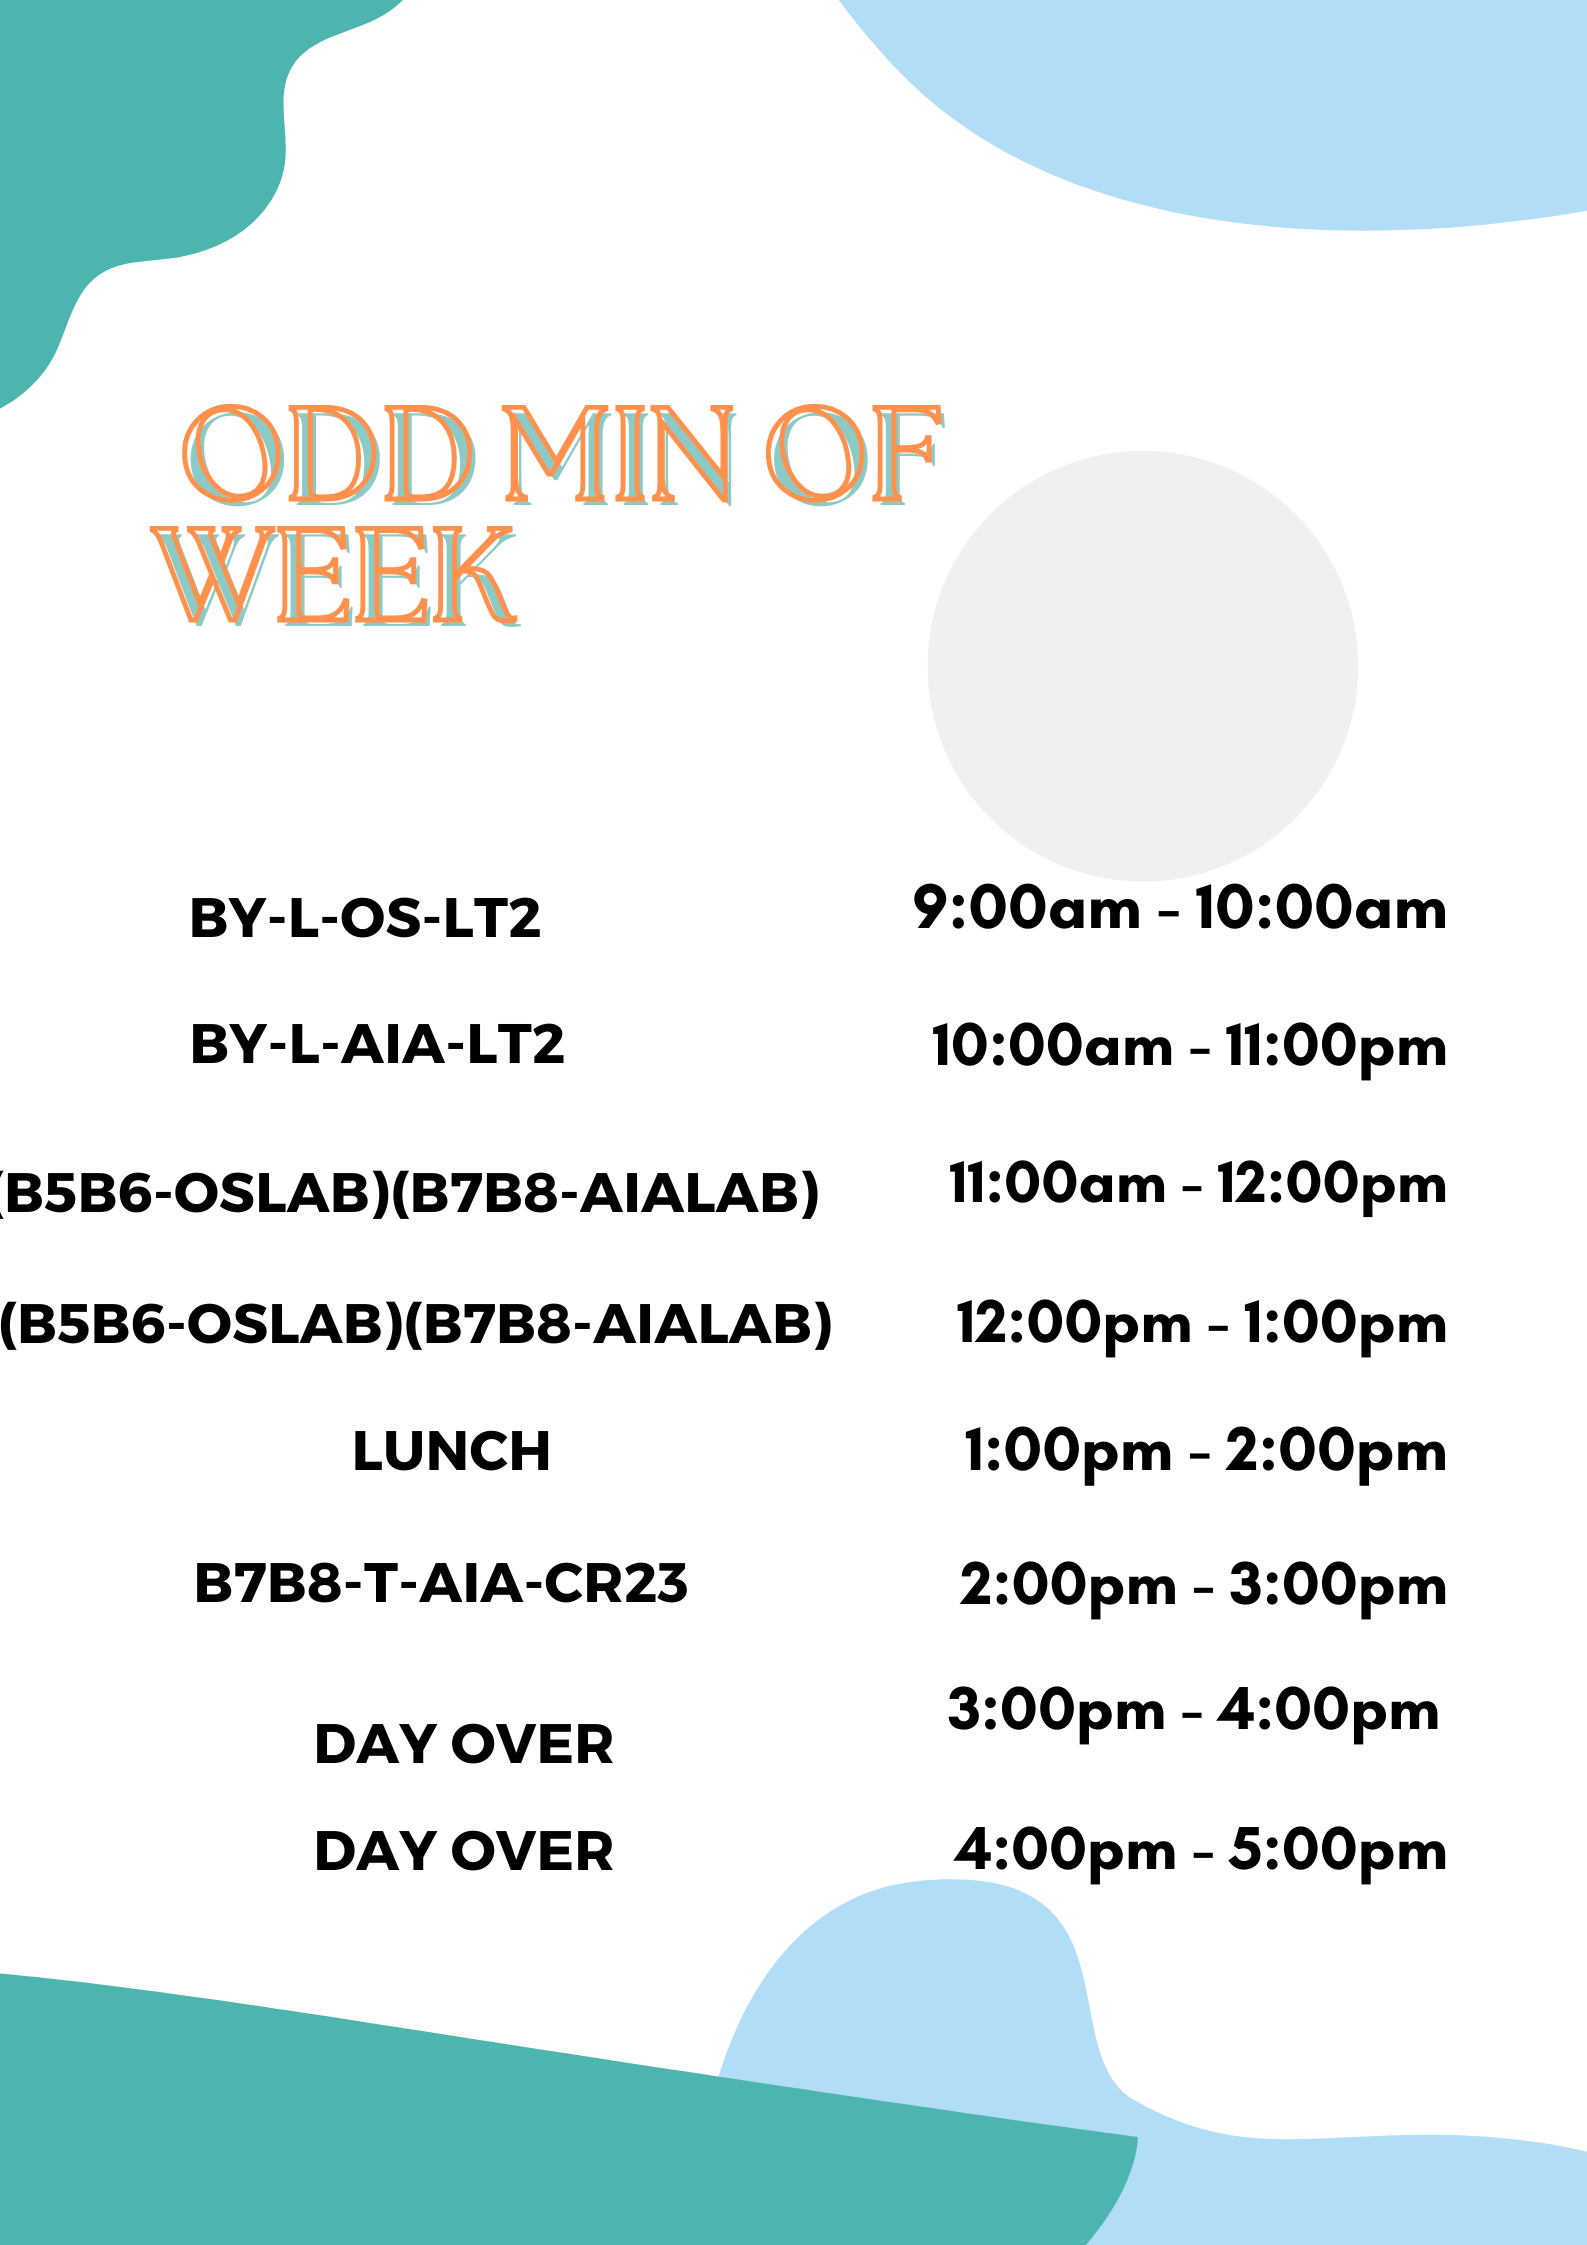 ODD MIN OF
WEEK
BY-L-OS-LT2 9:00am - 10:00am
BY-L-AIA-LT2 10:00am - 11:00pm
(B5B6-OSLAB)(B7B8-AIALAB) 11:00am - 12:00pm
(B5B6-OSLAB)(B7B8-AIALAB) 12:00pm - 1:00pm
LUNCH 1:00pm - 2:00pm
B7B8-T-AIA-CR23 2:00pm - 3:00pm
DAY OVER 3:00pm - 4:00pm
DAY OVER 4:00pm - 5:00pm